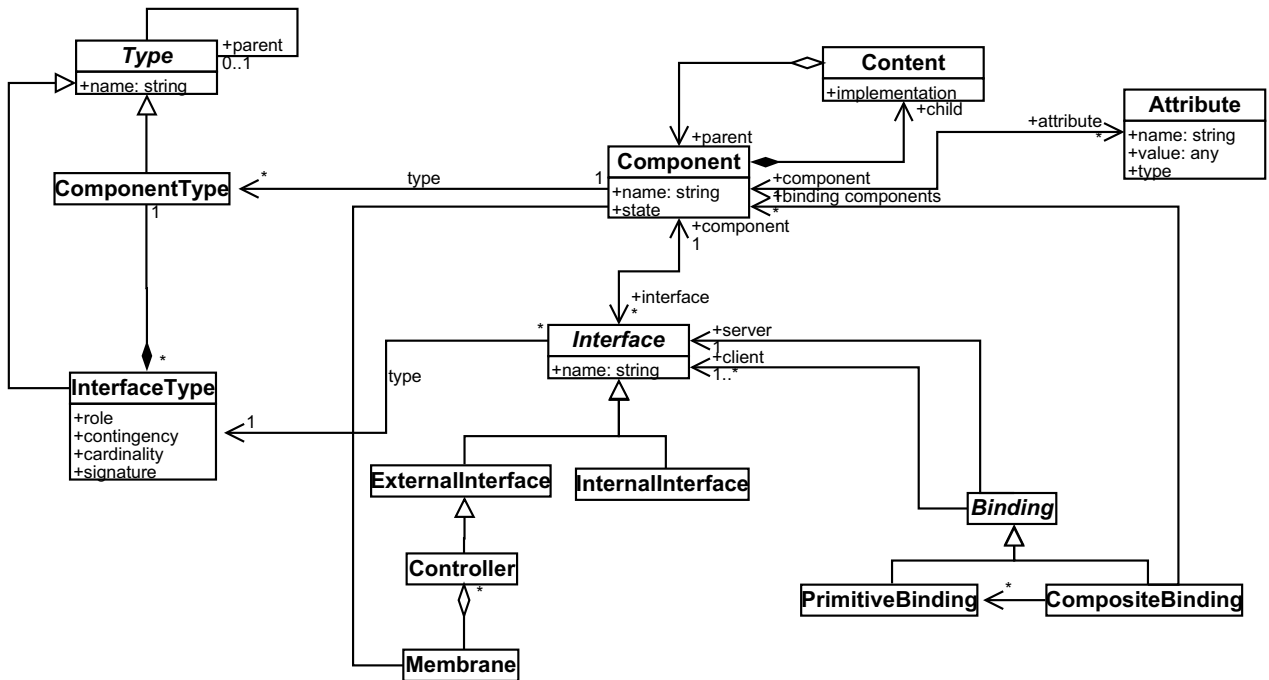 +parent
Type
0..1
+name: string
Content
+implementation
+child
Attribute
+name: string
+value: any
+type
+attribute
*
+parent
Component
+name: string
+state
ComponentType
1
*
type
1
+component
1
+binding components
*
+component
1
+interface
*
Interface
+name: string
*
+server
1
+client
1..*
type
1
*
InterfaceType
+role
+contingency
+cardinality
+signature
ExternalInterface
InternalInterface
Binding
Controller
*
PrimitiveBinding
*
CompositeBinding
Membrane